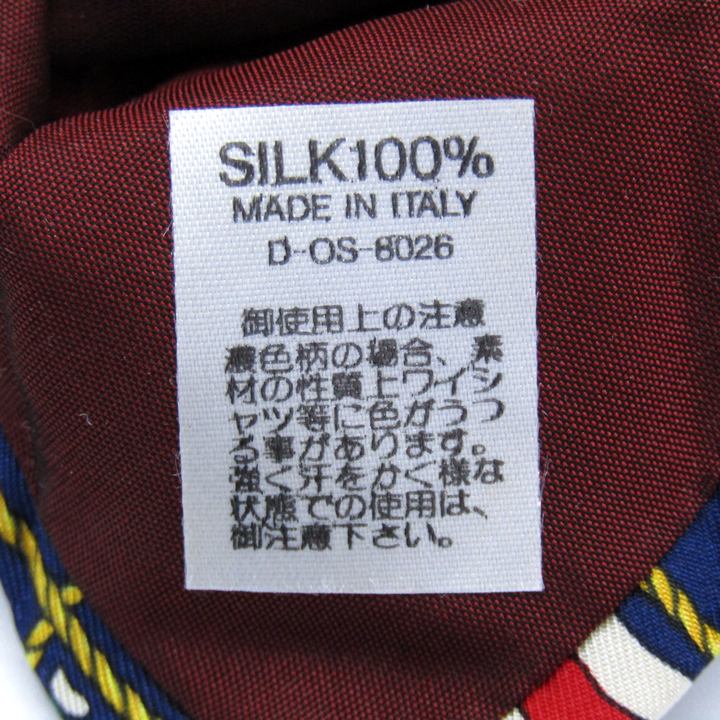 SILK100%
MADE IN ITALY
D-OS-8026
御使用上の注意
濃色柄の場合、素
材の性質上ワイシ
ャツ等に色がうつ
る事があります。
強く汗をかく様な
状態での使用は、
御注意下さい。